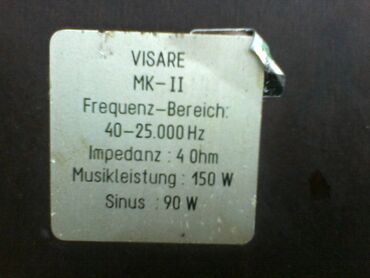 VISARE
MK-II
Frequenz-Bereich:
40-25.000 Hz
Impedanz : 4 Ohm
Musikleistung : 150 W
Sinus : 90 W